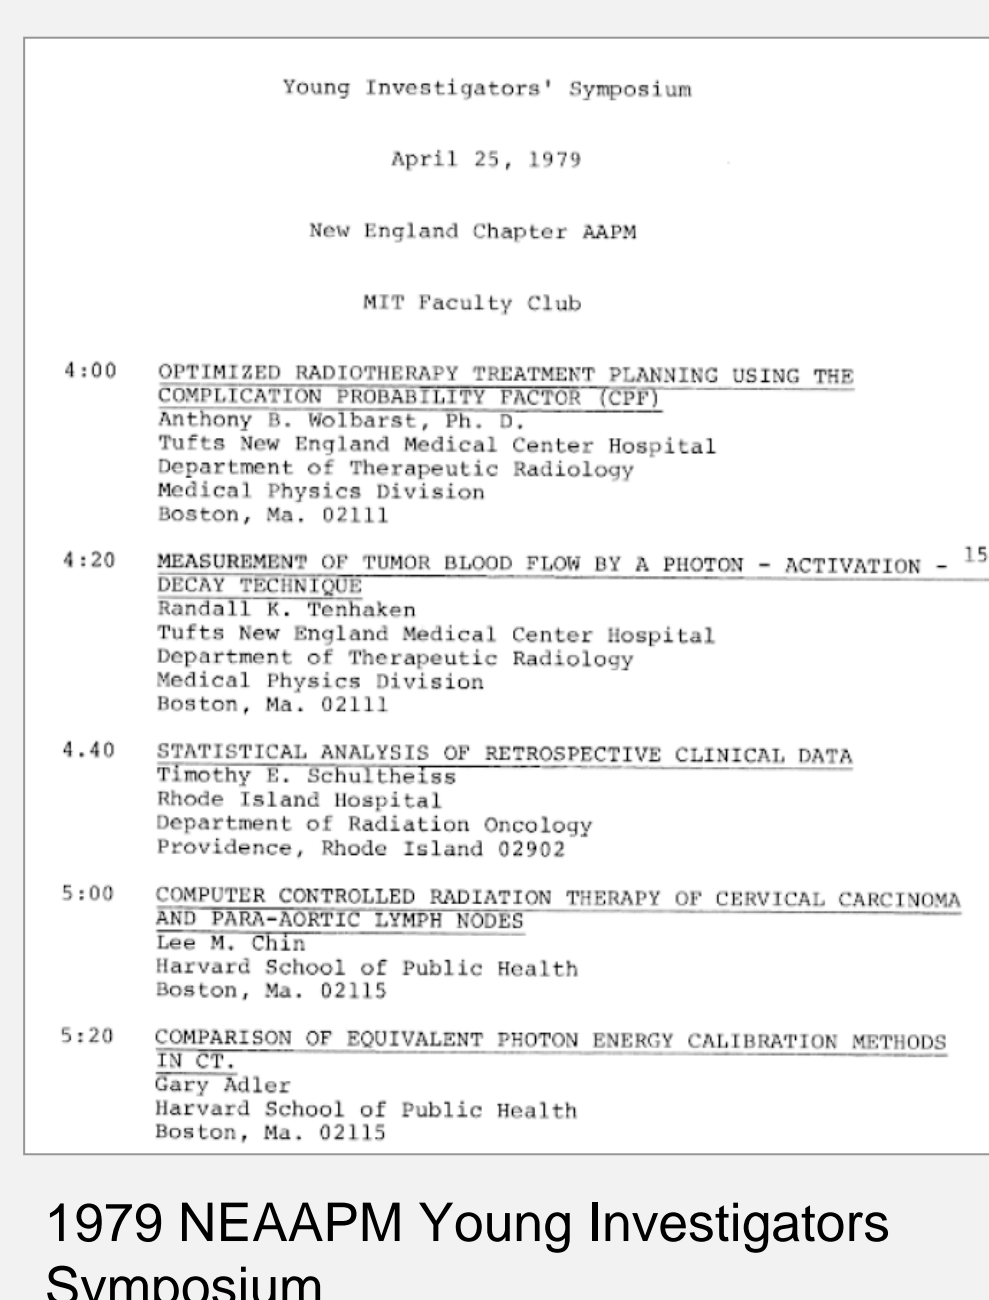 Young Investigators' Symposium
April 25, 1979
New England Chapter AAPM
MIT Faculty Club
4:00 OPTIMIZED RADIOTHERAPY TREATMENT PLANNING USING THE
COMPLICATION PROBABILITY FACTOR (CPF)
Anthony B. Wolbarst, Ph. D.
Tufts New England Medical Center Hospital
Department of Therapeutic Radiology
Medical Physics Division
Boston, Ma. 02111
4:20 MEASUREMENT OF TUMOR BLOOD FLOW BY A PHOTON - ACTIVATION - 15
DECAY TECHNIQUE
Randall K. Tenhaken
Tufts New England Medical Center Hospital
Department of Therapeutic Radiology
Medical Physics Division
Boston, Ma. 02111
4.40 STATISTICAL ANALYSIS OF RETROSPECTIVE CLINICAL DATA
Timothy E. Schultheiss
Rhode Island Hospital
Department of Radiation Oncology
Providence, Rhode Island 02902
5:00 COMPUTER CONTROLLED RADIATION THERAPY OF CERVICAL CARCINOMA
AND PARA-AORTIC LYMPH NODES
Lee M. Chin
Harvard School of Public Health
Boston, Ma. 02115
5:20 COMPARISON OF EQUIVALENT PHOTON ENERGY CALIBRATION METHODS
IN CT.
Gary Adler
Harvard School of Public Health
Boston, Ma. 02115
1979 NEAAPM Young Investigators
Symposium